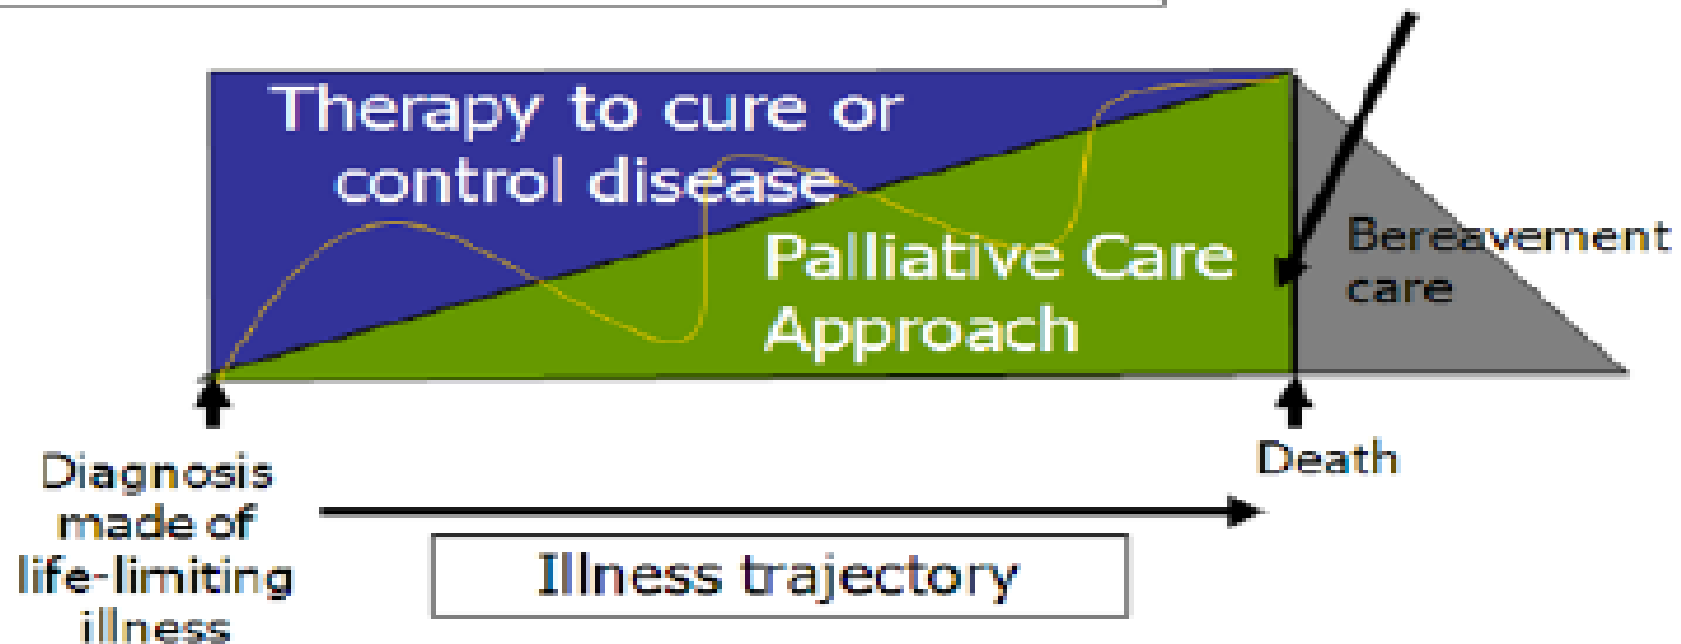 Therapy to cure or
control disease
Palliative Care
Approach
Bereavement
care
Diagnosis
made of
life-limiting
illness
Death
Illness trajectory